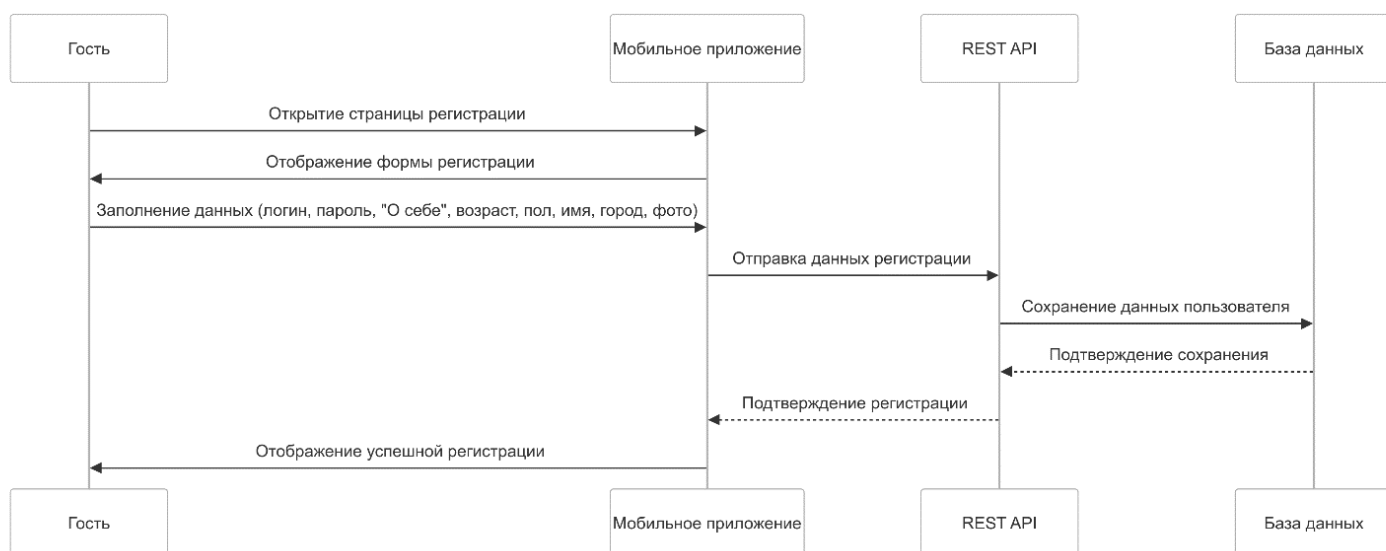 Гость
Мобильное приложение
REST API
База данных
Открытие страницы регистрации
Отображение формы регистрации
Заполнение данных (логин, пароль, "О себе", возраст, пол, имя, город, фото)
Отправка данных регистрации
Сохранение данных пользователя
Подтверждение сохранения
Подтверждение регистрации
Отображение успешной регистрации
Гость
Мобильное приложение
REST API
База данных